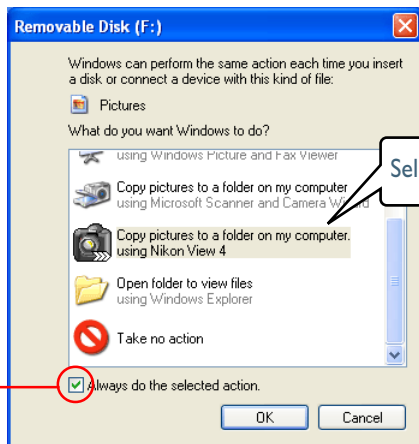 Removable Disk (F:)
Windows can perform the same action each time you insert
a disk or connect a device with this kind of file:
Pictures
What do you want Windows to do?
using Windows Picture and Fax Viewer
Copy pictures to a folder on my computer
using Microsoft Scanner and Camera Wizard
Sel
Copy pictures to a folder on my computer.
using Nikon View 4
Open folder to view files
using Windows Explorer
Take no action
Always do the selected action.
OK
Cancel